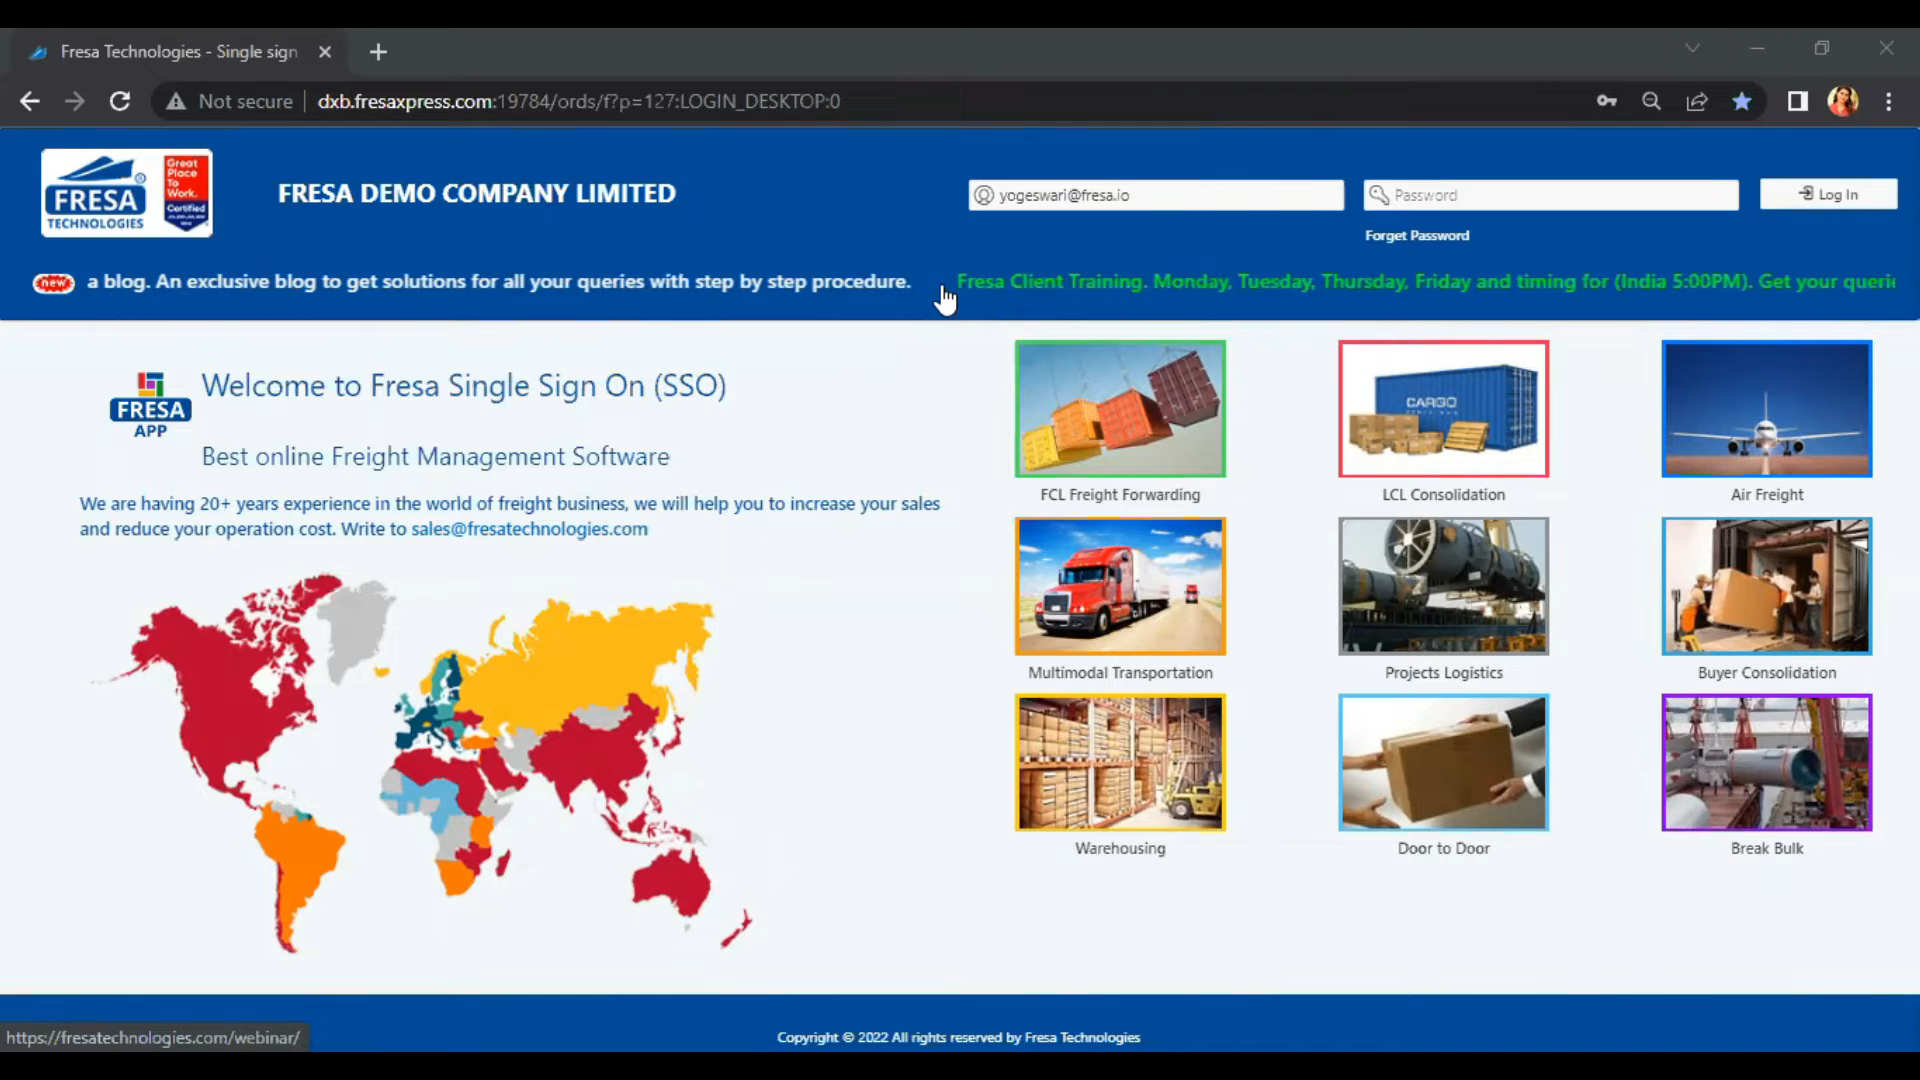 Fresa Technologies - Single sign
Not secure
dxb.fresaxpress.com:19784/ords/f?p=127:LOGIN_DESKTOP:0
FRESA
TECHNOLOGIES
Great
Place
To
Work.
Certified
FRESA DEMO COMPANY LIMITED
yogeswari@fresa.io
Password
Log In
Forget Password
new
a blog. An exclusive blog to get solutions for all your queries with step by step procedure.
Fresa Client Training. Monday, Tuesday, Thursday, Friday and timing for (India 5:00PM). Get your queri
FRESA
APP
Welcome to Fresa Single Sign On (SSO)
Best online Freight Management Software
We are having 20+ years experience in the world of freight business, we will help you to increase your sales
and reduce your operation cost. Write to sales@fresatechnologies.com
CARGO
FCL Freight Forwarding
LCL Consolidation
Air Freight
Multimodal Transportation
Projects Logistics
Buyer Consolidation
Warehousing
Door to Door
Break Bulk
https://fresatechnologies.com/webinar/
Copyright © 2022 All rights reserved by Fresa Technologies